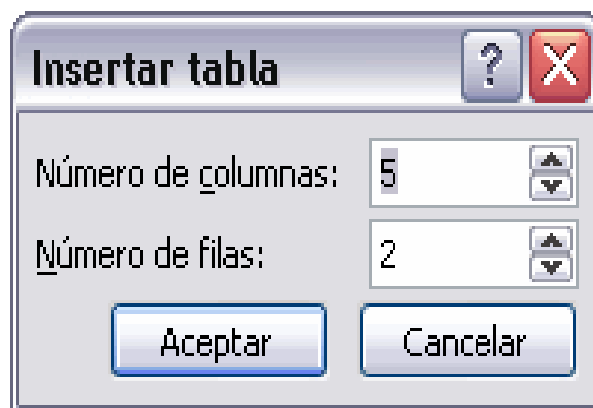 Insertar tabla
Número de columnas: 5
Número de filas: 2
Aceptar Cancelar